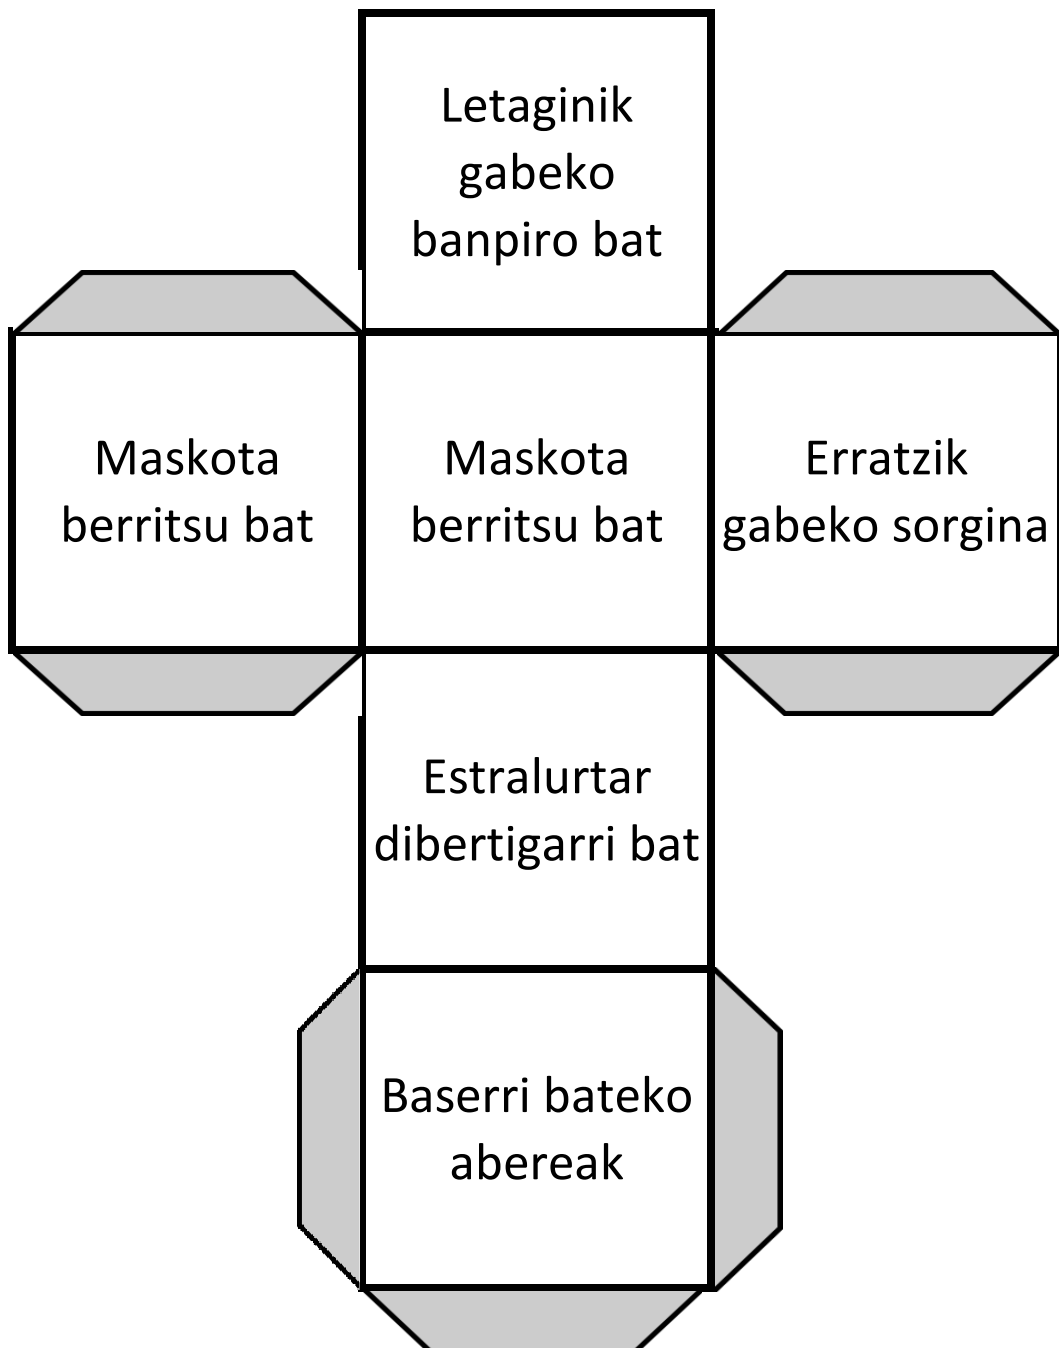 Letaginik
gabeko
banpiro bat
Maskota
berritsu bat
Maskota
berritsu bat
Erratzik
gabeko sorgina
Estralurtar
dibertigarri bat
Baserri bateko
abereak